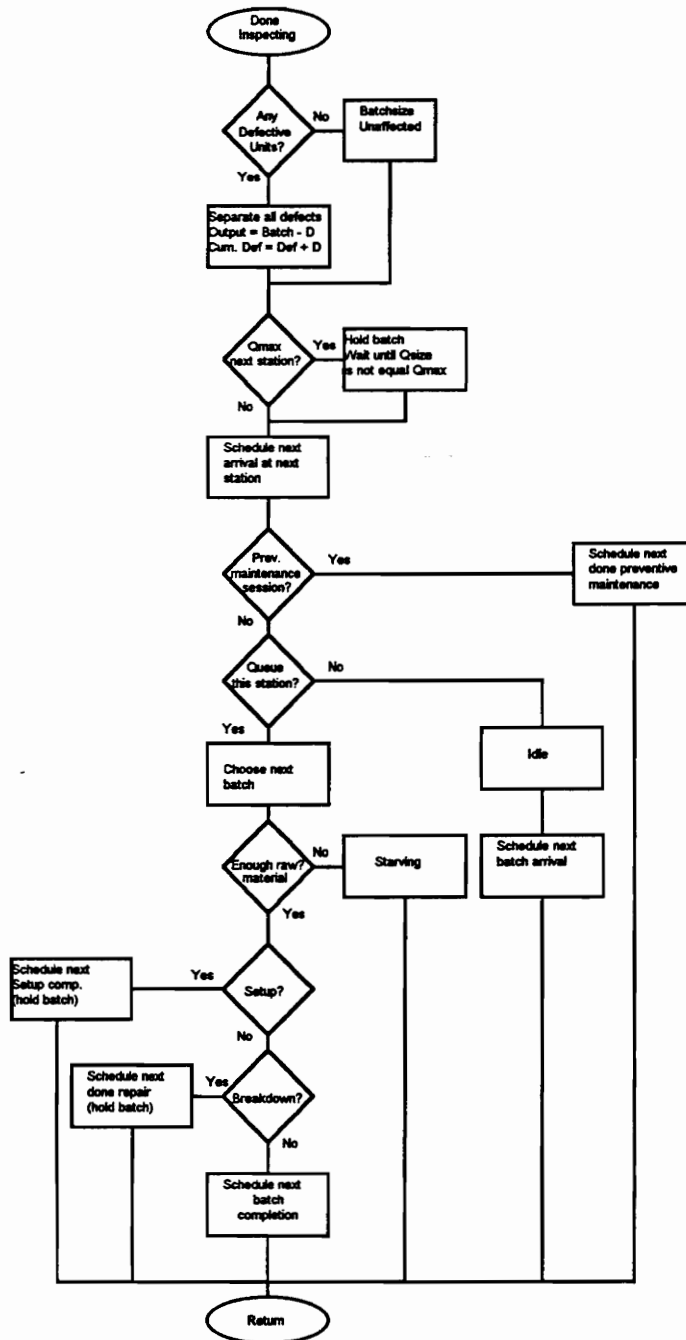 Done
Inspecting
Any
Defective
Units?
No
Batchsize
Unaffected
Yes
Separate all defects
Output = Batch - D
Cum. Def = Def + D
Qmax
next station?
Yes
Hold batch
Wait until Qsize
is not equal Qmax
No
Schedule next
arrival at next
station
Prev.
maintenance
session?
Yes
Schedule next
done preventive
maintenance
No
Queue
this station?
No
Yes
Choose next
batch
Idle
Schedule next
batch arrival
Enough raw?
material
No
Starving
Yes
Schedule next
Setup comp.
(hold batch)
Yes
Setup?
No
Schedule next
done repair
(hold batch)
Yes
Breakdown?
No
Schedule next
batch
completion
Return